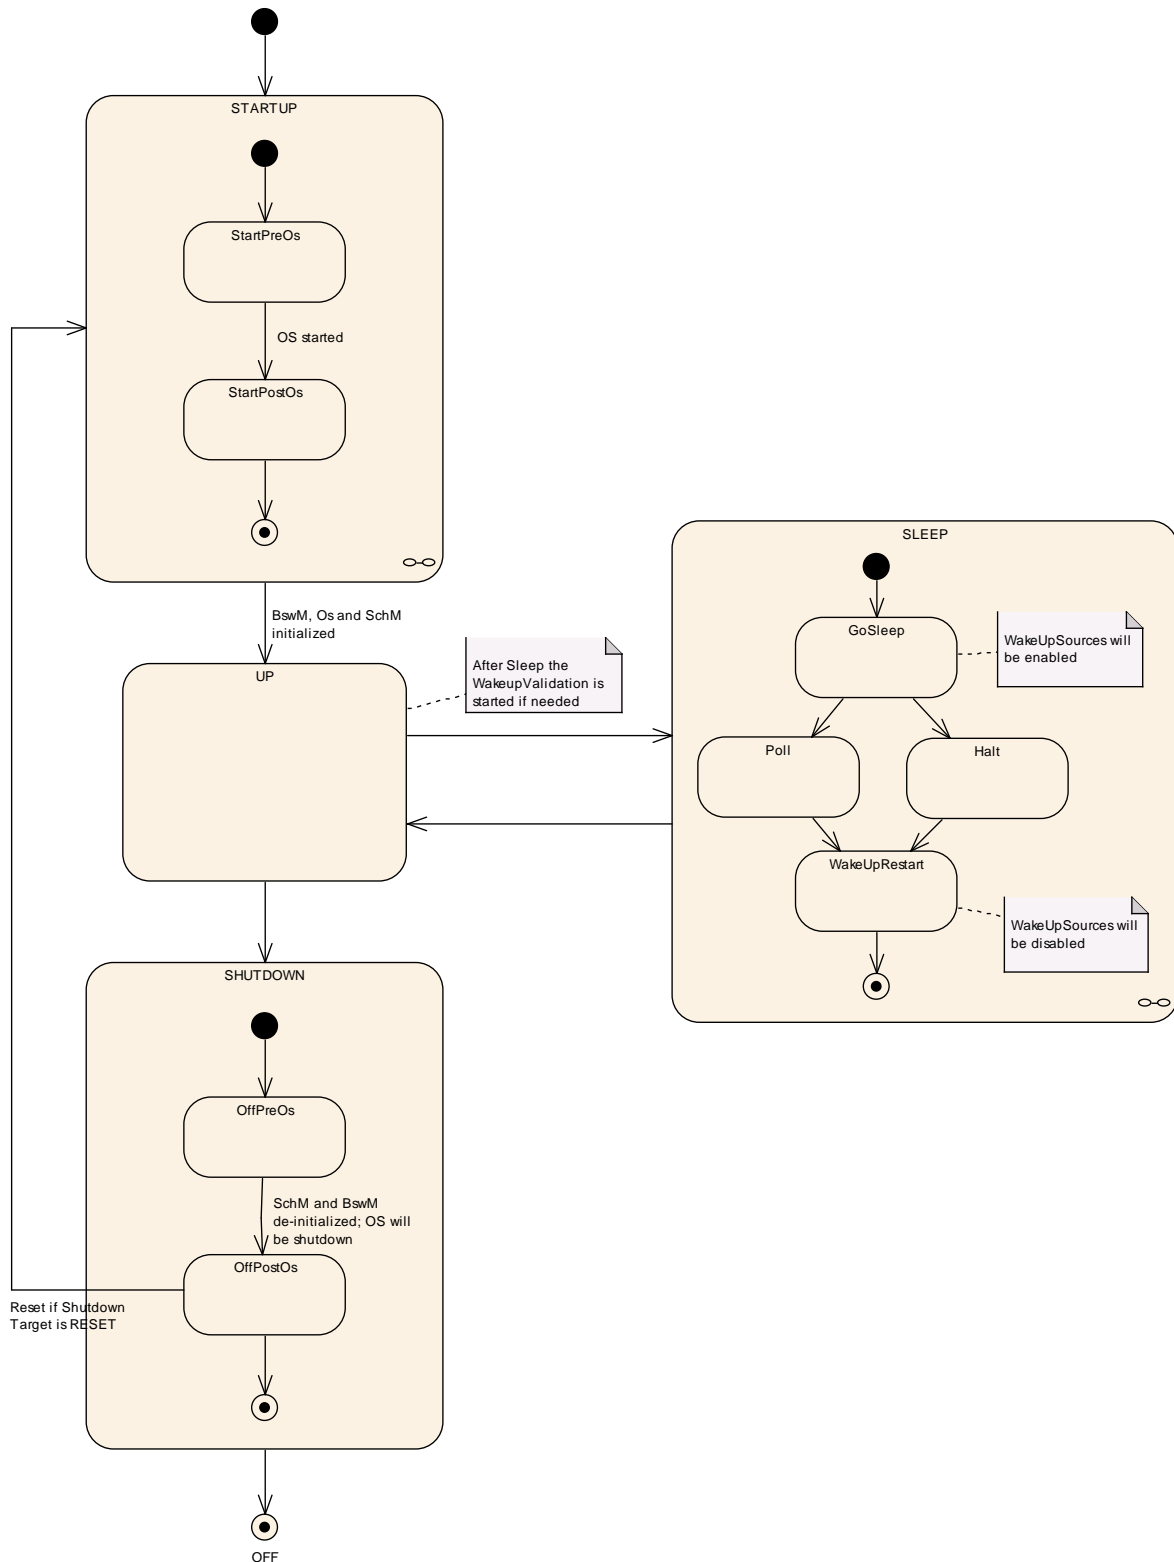 STARTUP
StartPreOs
OS started
StartPostOs
BswM, Os and SchM
initialized
UP
After Sleep the
WakeupValidation is
started if needed
SLEEP
GoSleep
WakeUpSources will
be enabled
Poll
Halt
WakeUpRestart
WakeUpSources will
be disabled
SHUTDOWN
OffPreOs
SchM and BswM
de-initialized; OS will
be shutdown
OffPostOs
Reset if Shutdown
Target is RESET
OFF